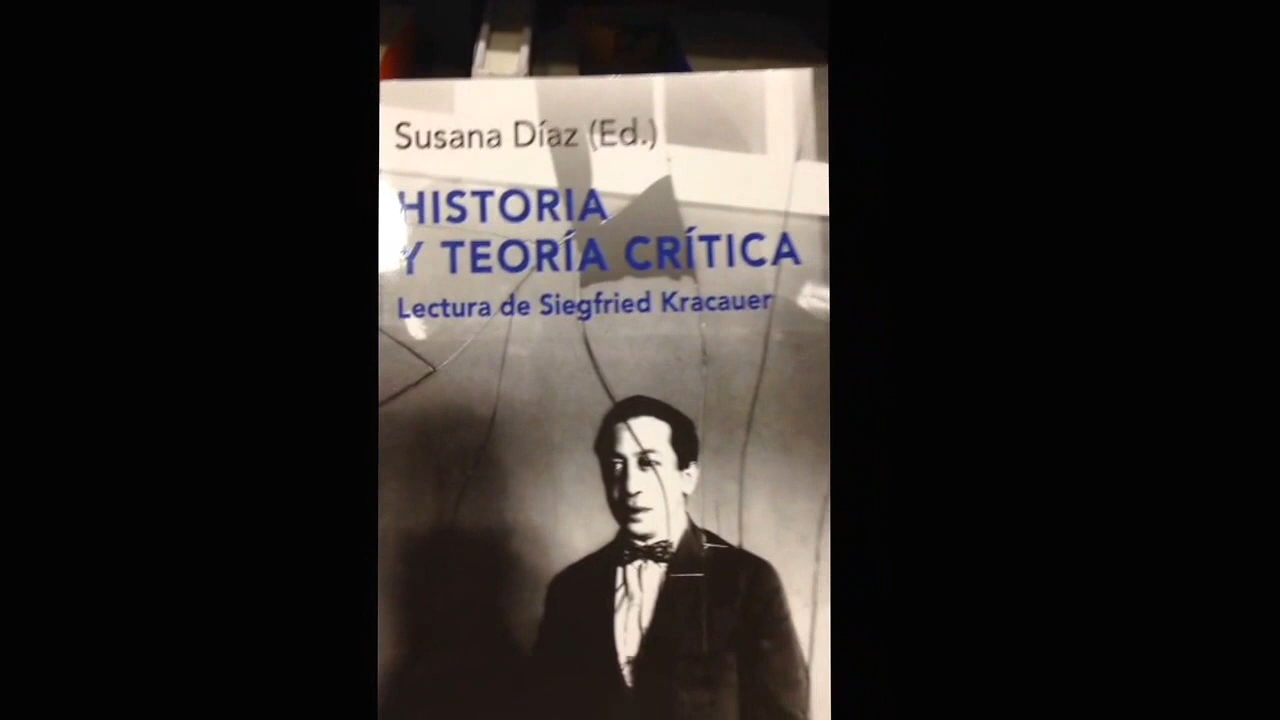 Susana Díaz (Ed.)
HISTORIA
Y TEORÍA CRÍTICA
Lectura de Siegfried Kracauer